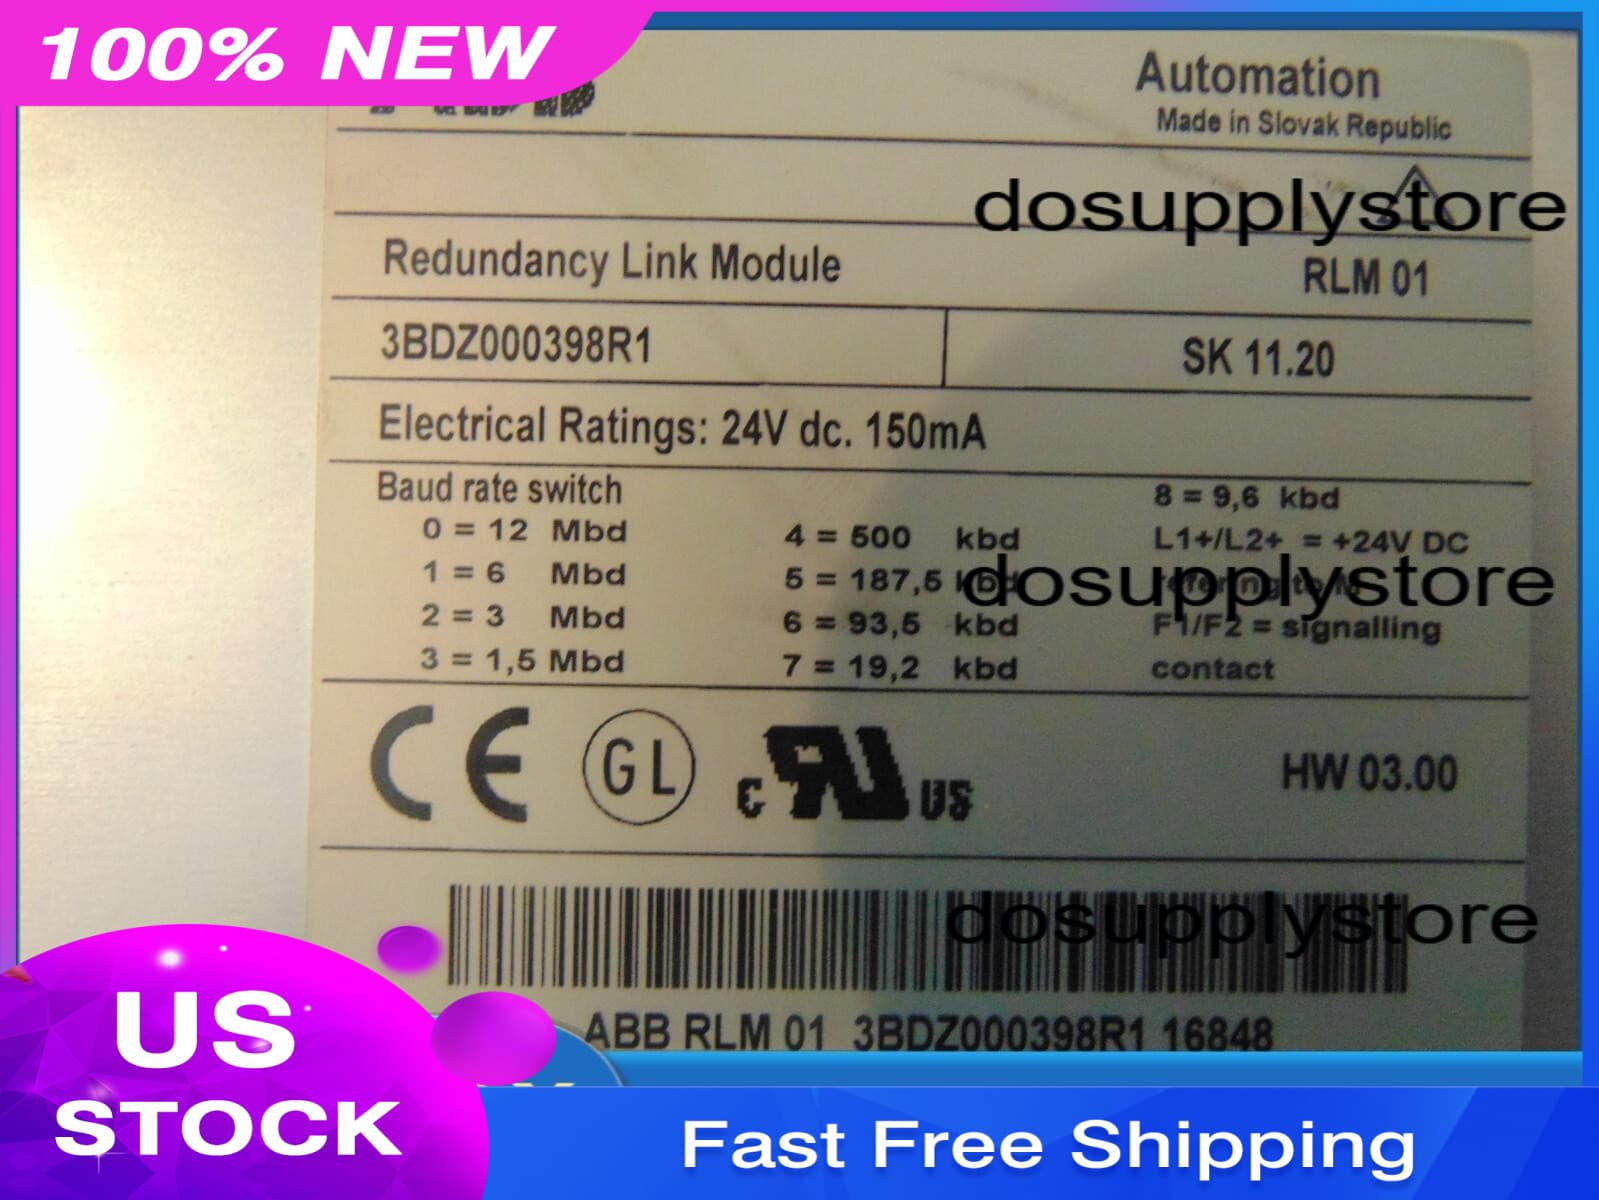 100% NEW
Automation
Made in Slovak Republic
dosupplystore
Redundancy Link Module RLM 01
3BDZ000398R1 SK 11.20
Electrical Ratings: 24V dc. 150mA
Baud rate switch
0 = 12 Mbd
1 = 6 Mbd
2 = 3 Mbd
3 = 1,5 Mbd
4 = 500 kbd
5 = 187,5 kbd
6 = 93,5 kbd
7 = 19,2 kbd
8 = 9,6 kbd
L1+/L2+ = +24V DC
refering to M
dosupplystore
F1/F2 = signalling
contact
CE GL c RU US
HW 03.00
dosupplystore
ABB RLM 01 3BDZ000398R1 16848
US
STOCK
Fast Free Shipping